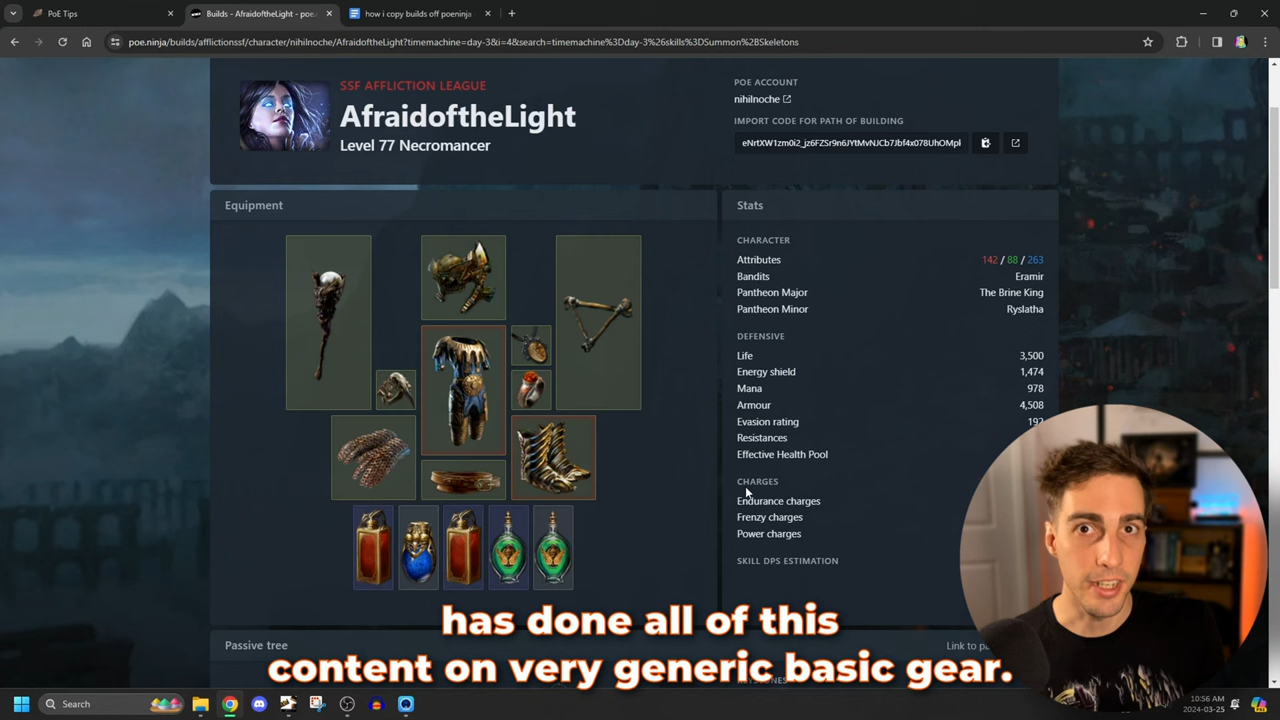 PoE Tips
Builds - AfraidoftheLight - poe.n
how i copy builds off poeninja
poe.ninja/builds/afflictionssf/character/nihilnoche/AfraidoftheLight?timemachine=day-3&i=4&search=timemachine%3Dday-3%26skills%3DSummon%2BSkeletons
SSF AFFLICTION LEAGUE
AfraidoftheLight
Level 77 Necromancer
POE ACCOUNT
nihilnoche
IMPORT CODE FOR PATH OF BUILDING
Equipment
Stats
CHARACTER
Attributes 142 / 88 / 263
Bandits Eramir
Pantheon Major The Brine King
Pantheon Minor Ryslatha
DEFENSIVE
Life 3,500
Energy shield 1,474
Mana 978
Armour 4,508
Evasion rating 192
Resistances
Effective Health Pool
CHARGES
Endurance charges
Frenzy charges
Power charges
SKILL DPS ESTIMATION
has done all of this
content on very generic basic gear.
Passive tree
Link to
Search
10:56 AM
2024-03-25